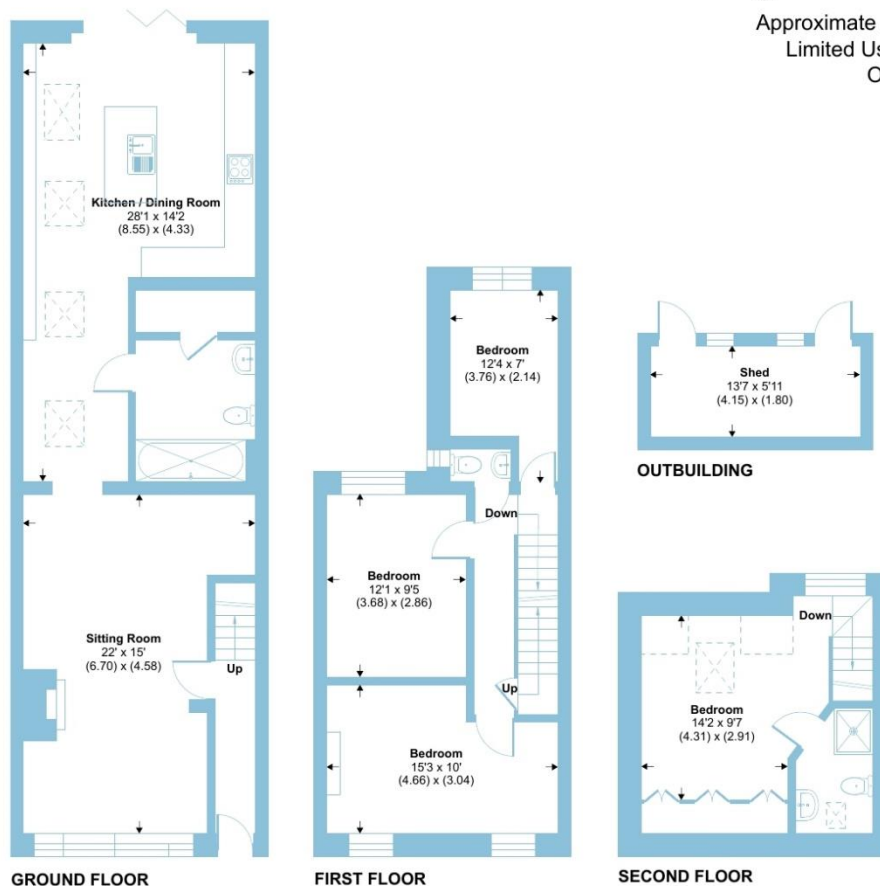 Approximate
Limited Us
O
Kitchen / Dining Room
28'1 x 14'2
(8.55) x (4.33)
Bedroom
12'4 x 7'
(3.76) x (2.14)
Shed
13'7 x 5'11
(4.15) x (1.80)
OUTBUILDING
Down
Bedroom
12'1 x 9'5
(3.68) x (2.86)
Sitting Room
22' x 15'
(6.70) x (4.58)
Up
Up
Bedroom
15'3 x 10'
(4.66) x (3.04)
Down
Bedroom
14'2 x 9'7
(4.31) x (2.91)
GROUND FLOOR
FIRST FLOOR
SECOND FLOOR